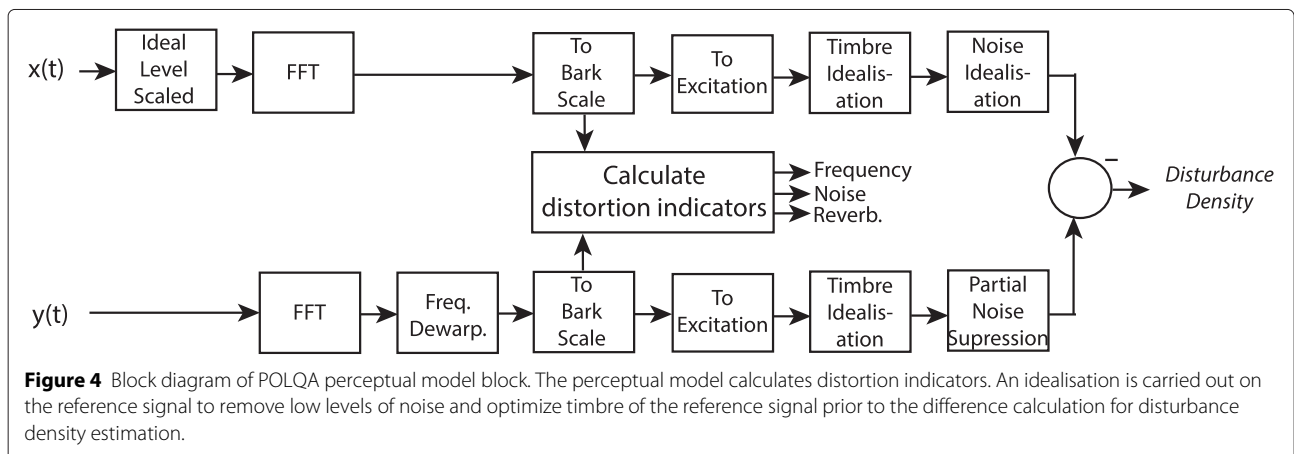 x(t)
Ideal
Level
Scaled
FFT
To
Bark
Scale
To
Excitation
Timbre
Idealis-
ation
Noise
Idealis-
ation
Calculate
distortion indicators
Frequency
Noise
Reverb.
–
Disturbance
Density
y(t)
FFT
Freq.
Dewarp.
To
Bark
Scale
To
Excitation
Timbre
Idealis-
ation
Partial
Noise
Supression
Figure 4 Block diagram of POLQA perceptual model block. The perceptual model calculates distortion indicators. An idealisation is carried out on
the reference signal to remove low levels of noise and optimize timbre of the reference signal prior to the difference calculation for disturbance
density estimation.